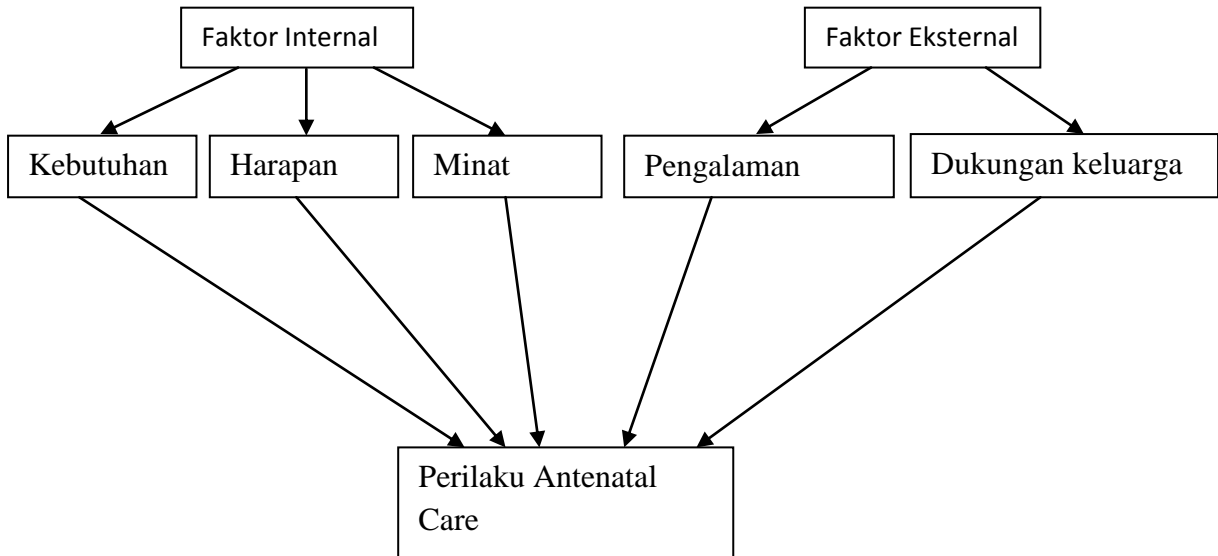 Faktor Internal
Faktor Eksternal
Kebutuhan
Harapan
Minat
Pengalaman
Dukungan keluarga
Perilaku Antenatal
Care